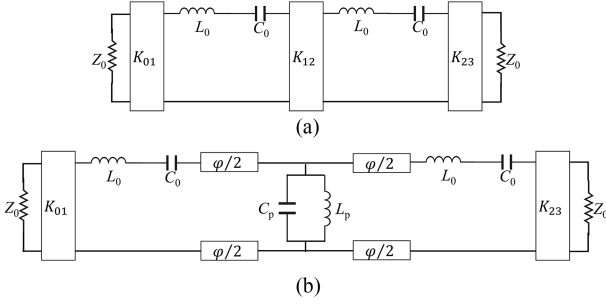 L₀ C₀ L₀ C₀
Z₀ K₀₁ K₁₂ K₂₃ Z₀
(a)
φ/2 φ/2
L₀ C₀ L₀ C₀
Z₀ K₀₁ Cₚ Lₚ K₂₃ Z₀
φ/2 φ/2
(b)